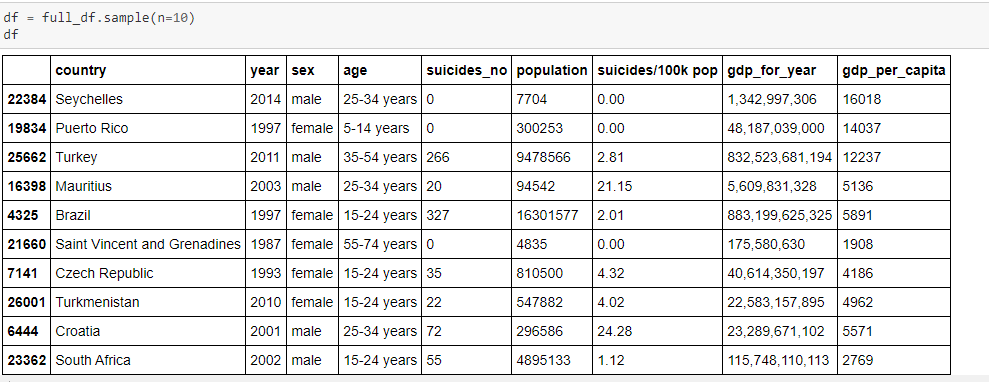 df = full_df.sample(n=10)
df
country year sex age suicides_no population suicides/100k pop gdp_for_year gdp_per_capita
22384 Seychelles 2014 male 25-34 years 0 7704 0.00 1,342,997,306 16018
19834 Puerto Rico 1997 female 5-14 years 0 300253 0.00 48,187,039,000 14037
25662 Turkey 2011 male 35-54 years 266 9478566 2.81 832,523,681,194 12237
16398 Mauritius 2003 male 25-34 years 20 94542 21.15 5,609,831,328 5136
4325 Brazil 1997 female 15-24 years 327 16301577 2.01 883,199,625,325 5891
21660 Saint Vincent and Grenadines 1987 female 55-74 years 0 4835 0.00 175,580,630 1908
7141 Czech Republic 1993 female 15-24 years 35 810500 4.32 40,614,350,197 4186
26001 Turkmenistan 2010 female 15-24 years 22 547882 4.02 22,583,157,895 4962
6444 Croatia 2001 male 25-34 years 72 296586 24.28 23,289,671,102 5571
23362 South Africa 2002 male 15-24 years 55 4895133 1.12 115,748,110,113 2769